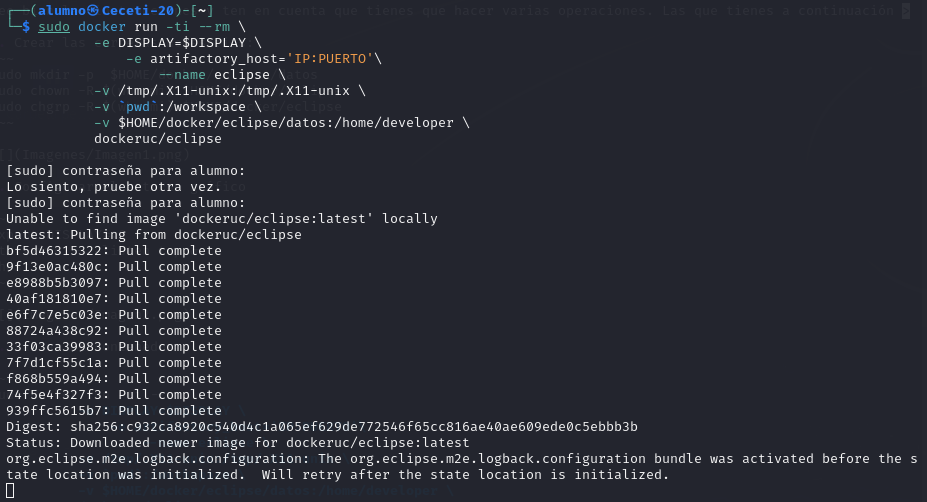 ┌──(alumno㉿Ceceti-20)-[~]
└─$ sudo docker run -ti --rm \
-e DISPLAY=$DISPLAY \
-e artifactory_host='IP:PUERTO'\
--name eclipse \
-v /tmp/.X11-unix:/tmp/.X11-unix \
-v `pwd`:/workspace \
-v $HOME/docker/eclipse/datos:/home/developer \
dockeruc/eclipse
[sudo] contraseña para alumno:
Lo siento, pruebe otra vez.
[sudo] contraseña para alumno:
Unable to find image 'dockeruc/eclipse:latest' locally
latest: Pulling from dockeruc/eclipse
bf5d46315322: Pull complete
9f13e0ac480c: Pull complete
e8988b5b3097: Pull complete
40af181810e7: Pull complete
e6f7c7e5c03e: Pull complete
88724a438c92: Pull complete
33f03ca39983: Pull complete
7f7d1cf55c1a: Pull complete
f868b559a494: Pull complete
74f5e4f327f3: Pull complete
939ffc5615b7: Pull complete
Digest: sha256:c932ca8920c540d4c1a065ef629de772546f65cc816ae40ae609ede0c5ebbb3b
Status: Downloaded newer image for dockeruc/eclipse:latest
org.eclipse.m2e.logback.configuration: The org.eclipse.m2e.logback.configuration bundle was activated before the s
tate location was initialized.  Will retry after the state location is initialized.